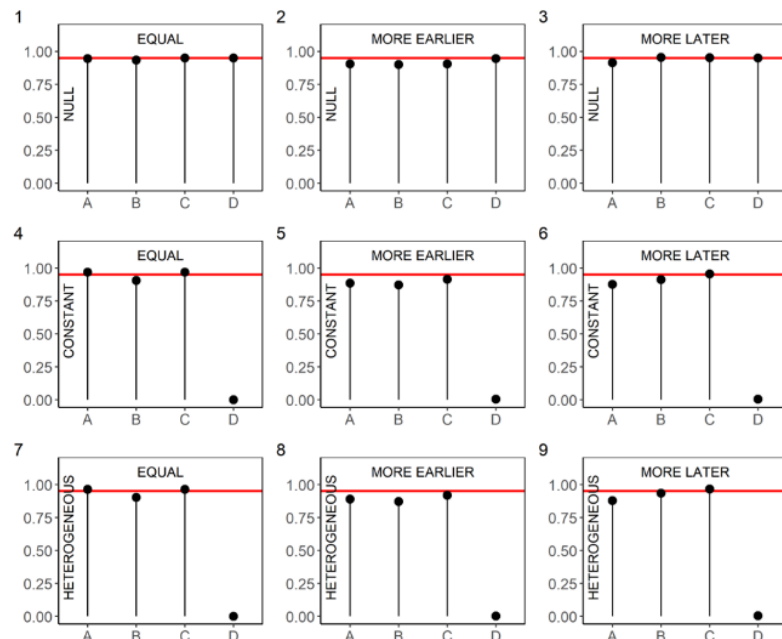 1
EQUAL
1.00
0.75
0.50
0.25
0.00
NULL
A B C D
2
MORE EARLIER
1.00
0.75
0.50
0.25
0.00
NULL
A B C D
3
MORE LATER
1.00
0.75
0.50
0.25
0.00
NULL
A B C D
4
EQUAL
1.00
0.75
0.50
0.25
0.00
CONSTANT
A B C D
5
MORE EARLIER
1.00
0.75
0.50
0.25
0.00
CONSTANT
A B C D
6
MORE LATER
1.00
0.75
0.50
0.25
0.00
CONSTANT
A B C D
7
EQUAL
1.00
0.75
0.50
0.25
0.00
HETEROGENEOUS
A B C D
8
MORE EARLIER
1.00
0.75
0.50
0.25
0.00
HETEROGENEOUS
A B C D
9
MORE LATER
1.00
0.75
0.50
0.25
0.00
HETEROGENEOUS
A B C D